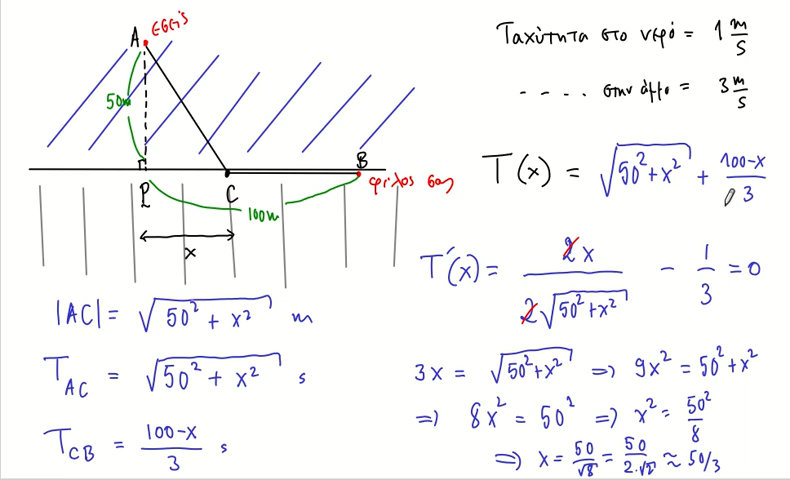 A εσείς
50m
P C B
φίλος σας
100m
x
|AC| = √(50² + x²) m
T_AC = √(50² + x²) s
T_CB = (100-x)/3 s
Ταχύτητα στο νερό = 1 m/s
- . . . . στην άμμο = 3 m/s
T(x) = √(50² + x²) + (100-x)/3
T'(x) = 2x/(2√(50² + x²)) - 1/3 = 0
3x = √(50² + x²) ⇒ 9x² = 50² + x²
⇒ 8x² = 50² ⇒ x² = 50²/8
⇒ x = 50/√8 = 50/(2·√2) ≈ 50/3